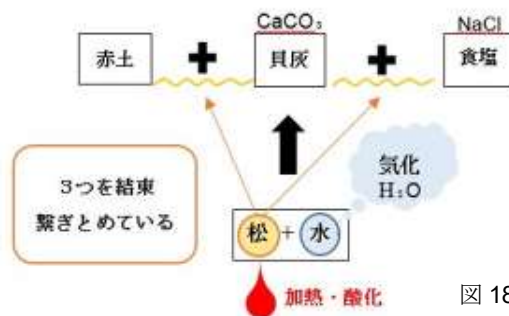 CaCO₃
NaCl
赤土
+
貝灰
+
食塩
3つを結束
繋ぎとめている
気化
H₂O
松+水
加熱・酸化
図 18